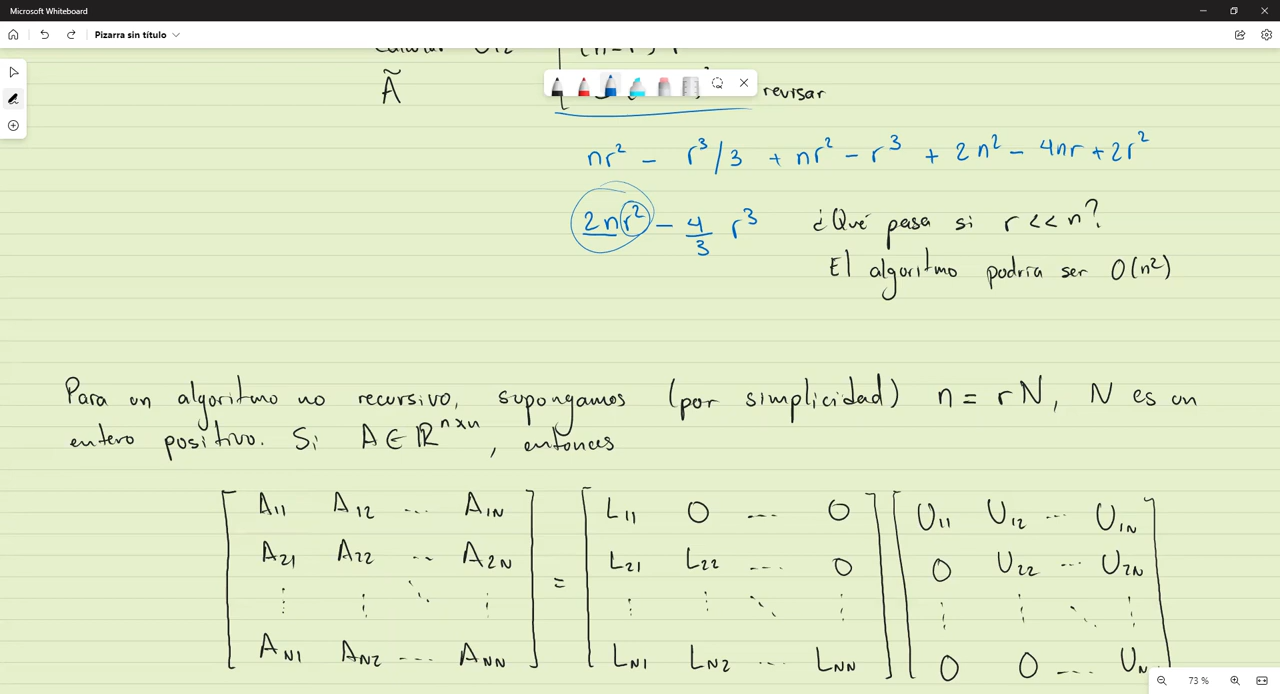 Microsoft Whiteboard
Pizarra sin título
Ã
revisar
nr² − r³/3 + nr² − r³ + 2n² − 4nr + 2r²
2nr² − 4/3 r³ ¿Qué pasa si r << n?
El algoritmo podría ser O(n²)
Para un algoritmo no recursivo, supongamos (por simplicidad) n = rN, N es un
entero positivo. Si A ∈ ℝⁿˣⁿ, entonces
[ A11 A12 ... A1N ] = [ L11 0 ... 0 ] [ U11 U12 ... U1N ]
[ A21 A22 ... A2N ] [ L21 L22 ... 0 ] [ 0 U22 ... U2N ]
[ ⋮ ⋮ ⋱ ⋮ ] [ ⋮ ⋮ ⋱ ⋮ ] [ ⋮ ⋮ ⋱ ⋮ ]
[ AN1 AN2 ... ANN ] [ LN1 LN2 ... LNN ] [ 0 0 ... UN
73 %